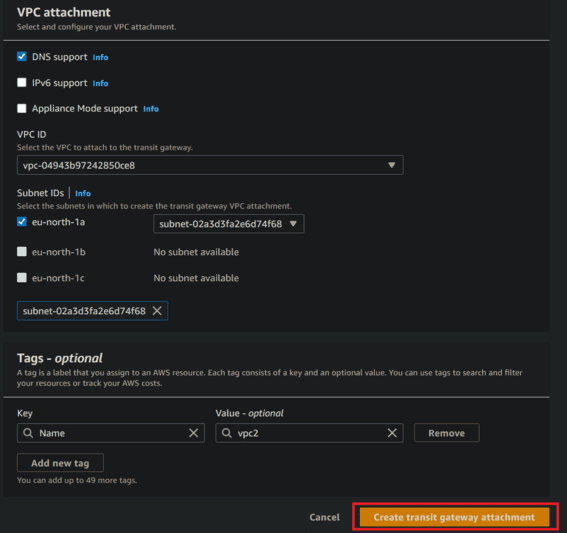 VPC attachment
Select and configure your VPC attachment.
DNS support Info
IPv6 support Info
Appliance Mode support Info
VPC ID
Select the VPC to attach to the transit gateway.
vpc-04943b97242850ce8
Subnet IDs Info
Select the subnets in which to create the transit gateway VPC attachment.
eu-north-1a subnet-02a3d3fa2e6d74f68
eu-north-1b No subnet available
eu-north-1c No subnet available
subnet-02a3d3fa2e6d74f68
Tags - optional
A tag is a label that you assign to an AWS resource. Each tag consists of a key and an optional value. You can use tags to search and filter
your resources or track your AWS costs.
Key Value - optional
Name vpc2 Remove
Add new tag
You can add up to 49 more tags.
Cancel Create transit gateway attachment